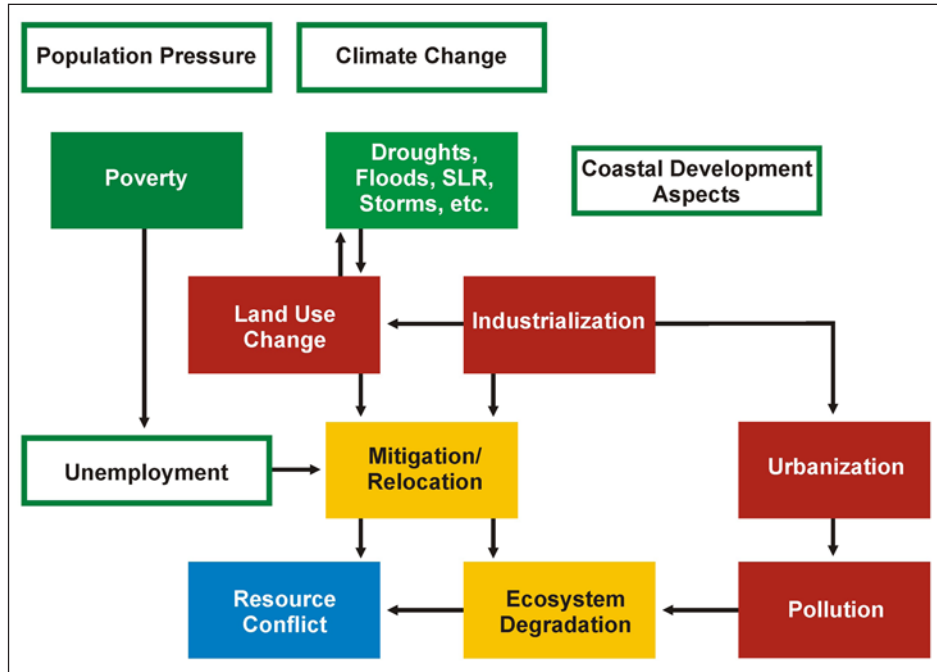 Population Pressure
Climate Change
Poverty
Droughts,
Floods, SLR,
Storms, etc.
Coastal Development
Aspects
Land Use
Change
Industrialization
Unemployment
Mitigation/
Relocation
Urbanization
Resource
Conflict
Ecosystem
Degradation
Pollution